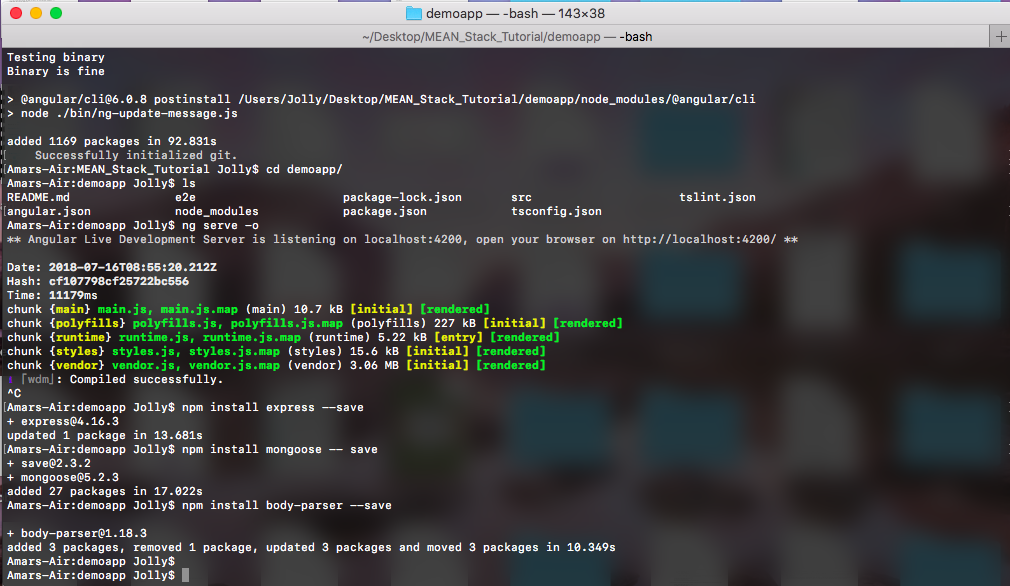 demoapp — -bash — 143×38
~/Desktop/MEAN_Stack_Tutorial/demoapp — -bash
Testing binary
Binary is fine
> @angular/cli@6.0.8 postinstall /Users/Jolly/Desktop/MEAN_Stack_Tutorial/demoapp/node_modules/@angular/cli
> node ./bin/ng-update-message.js
added 1169 packages in 92.831s
[    Successfully initialized git.
[Amars-Air:MEAN_Stack_Tutorial Jolly$ cd demoapp/
Amars-Air:demoapp Jolly$ ls
README.md e2e package-lock.json src tslint.json
[angular.json node_modules package.json tsconfig.json
Amars-Air:demoapp Jolly$ ng serve -o
** Angular Live Development Server is listening on localhost:4200, open your browser on http://localhost:4200/ **
Date: 2018-07-16T08:55:20.212Z
Hash: cf107798cf25722bc556
Time: 11179ms
chunk {main} main.js, main.js.map (main) 10.7 kB [initial] [rendered]
chunk {polyfills} polyfills.js, polyfills.js.map (polyfills) 227 kB [initial] [rendered]
chunk {runtime} runtime.js, runtime.js.map (runtime) 5.22 kB [entry] [rendered]
chunk {styles} styles.js, styles.js.map (styles) 15.6 kB [initial] [rendered]
chunk {vendor} vendor.js, vendor.js.map (vendor) 3.06 MB [initial] [rendered]
ℹ ｢wdm｣: Compiled successfully.
^C
[Amars-Air:demoapp Jolly$ npm install express --save
+ express@4.16.3
updated 1 package in 13.681s
[Amars-Air:demoapp Jolly$ npm install mongoose -- save
+ save@2.3.2
+ mongoose@5.2.3
added 27 packages in 17.022s
Amars-Air:demoapp Jolly$ npm install body-parser --save
+ body-parser@1.18.3
added 3 packages, removed 1 package, updated 3 packages and moved 3 packages in 10.349s
Amars-Air:demoapp Jolly$
Amars-Air:demoapp Jolly$